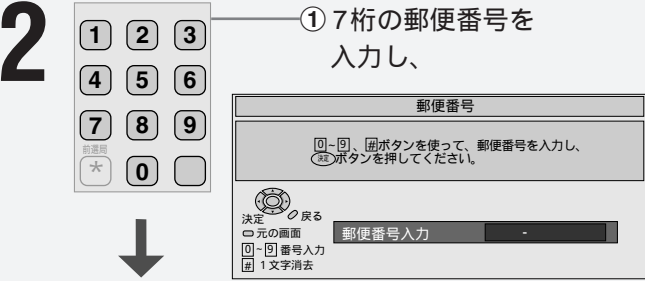 2
1 2 3
4 5 6
7 8 9
前選局
* 0
① 7桁の郵便番号を
入力し、
郵便番号
0~9、#ボタンを使って、郵便番号を入力し、
決定ボタンを押してください。
決定 戻る
元の画面
0~9 番号入力
# 1文字消去
郵便番号入力 -